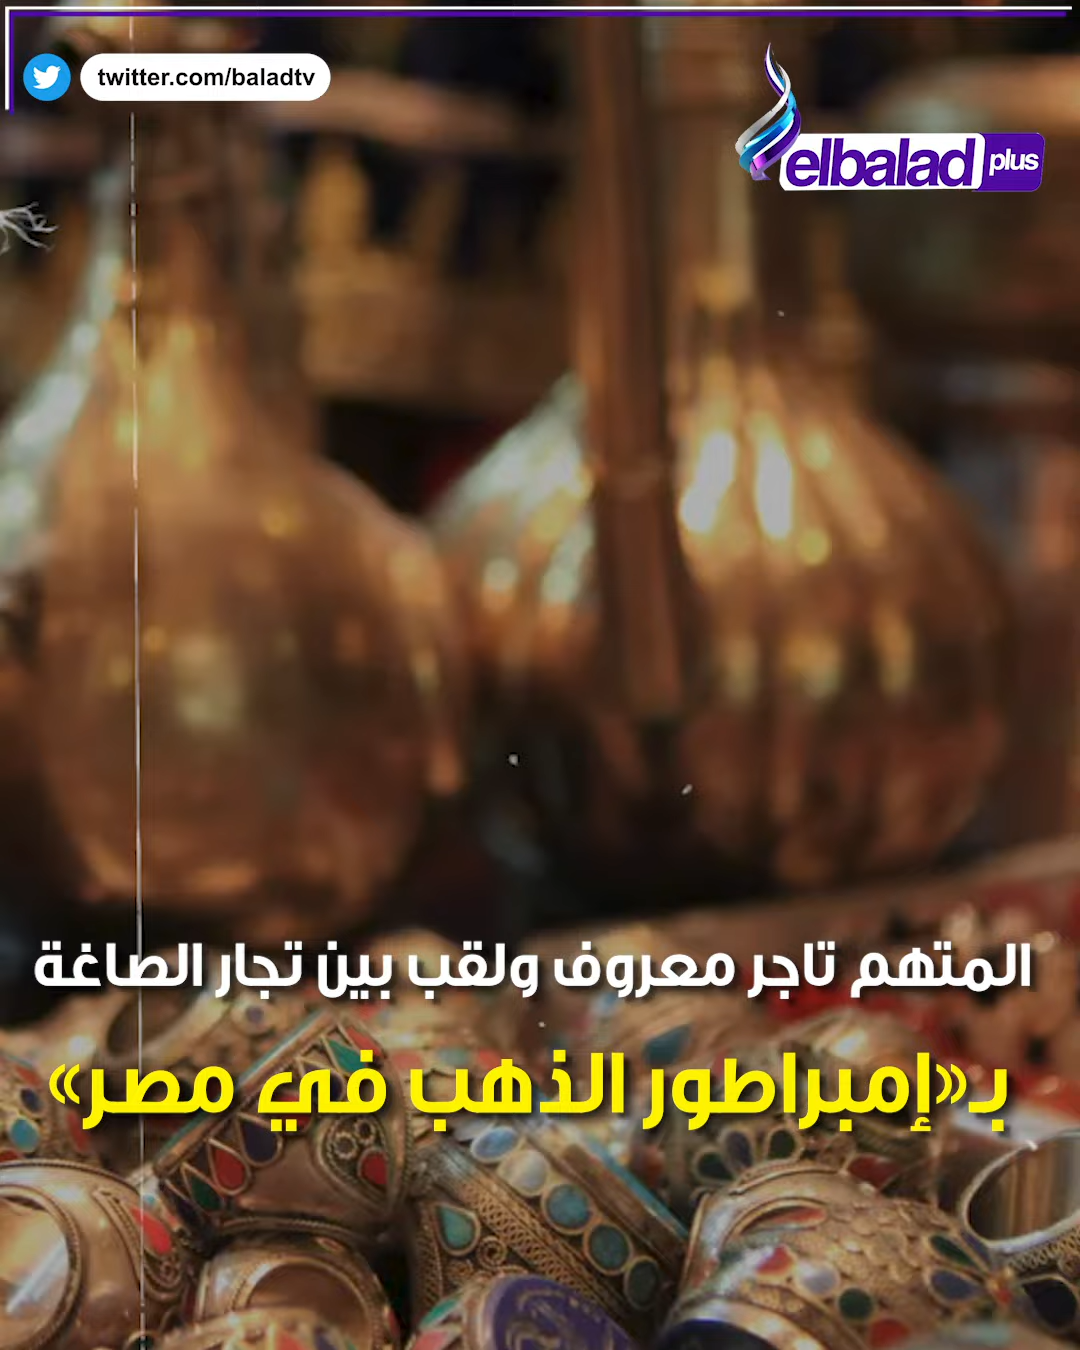 twitter.com/baladtv
elbalad plus
المتهم تاجر معروف ولقب بين تجار الصاغة
بـ«إمبراطور الذهب في مصر»